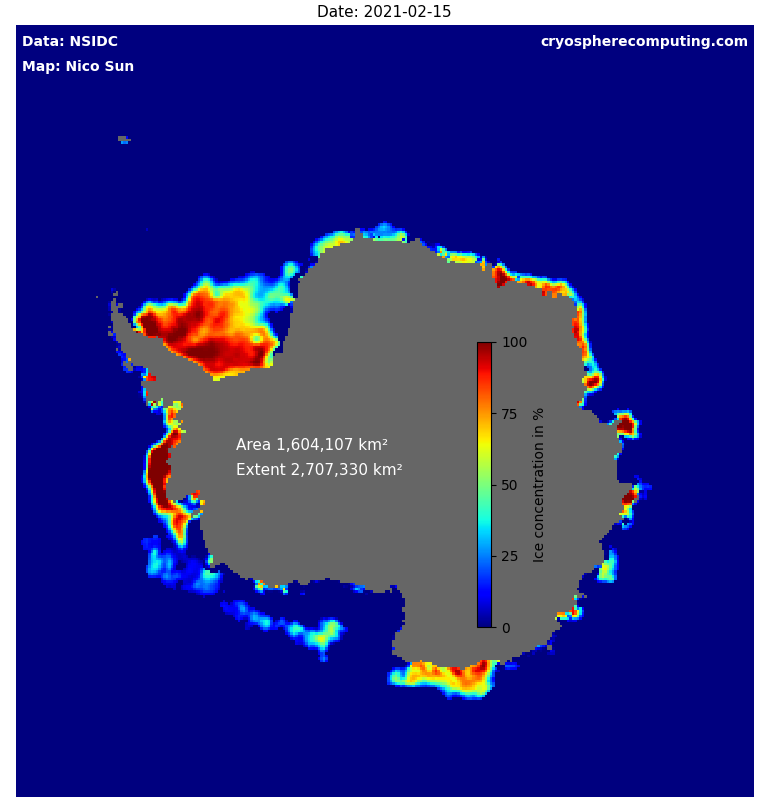 Date: 2021-02-15
Data: NSIDC
cryospherecomputing.com
Map: Nico Sun
100
75
50
25
0
Ice concentration in %
Area 1,604,107 km²
Extent 2,707,330 km²